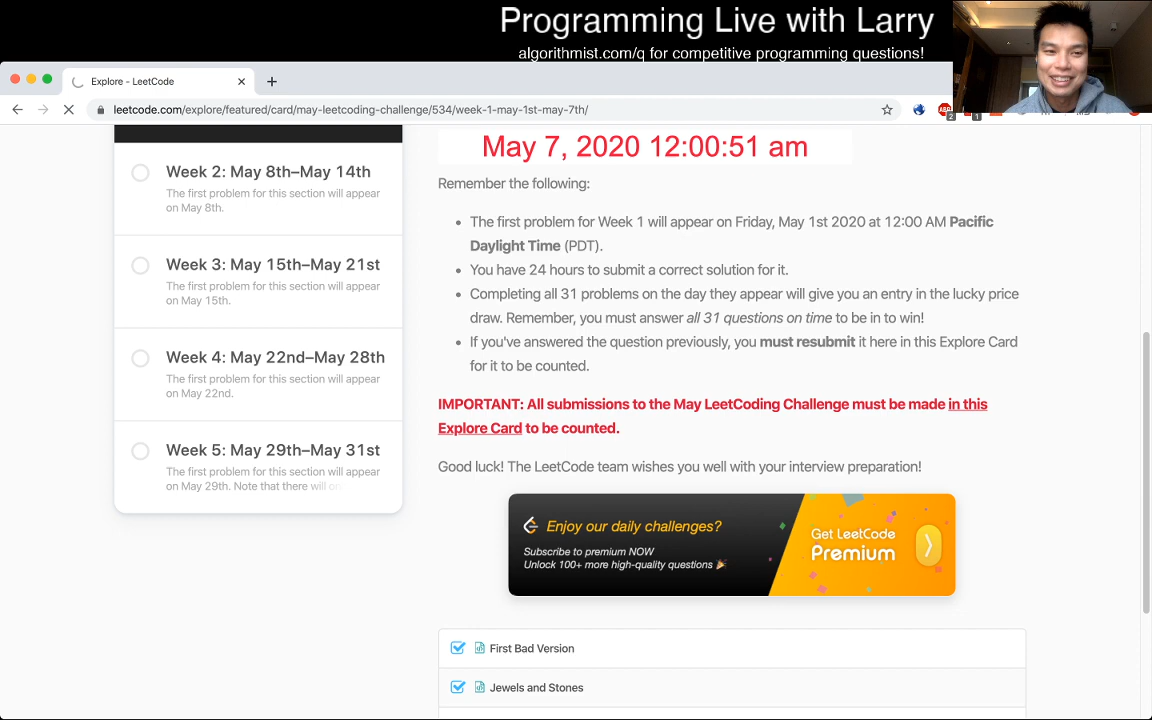 Programming Live with Larry
algorithmist.com/q for competitive programming questions!
Explore - LeetCode
leetcode.com/explore/featured/card/may-leetcoding-challenge/534/week-1-may-1st-may-7th/
2
1
Week 2: May 8th–May 14th
The first problem for this section will appear
on May 8th.
Week 3: May 15th–May 21st
The first problem for this section will appear
on May 15th.
Week 4: May 22nd–May 28th
The first problem for this section will appear
on May 22nd.
Week 5: May 29th–May 31st
The first problem for this section will appear
on May 29th. Note that there will
May 7, 2020 12:00:51 am
Remember the following:
• The first problem for Week 1 will appear on Friday, May 1st 2020 at 12:00 AM Pacific
Daylight Time (PDT).
• You have 24 hours to submit a correct solution for it.
• Completing all 31 problems on the day they appear will give you an entry in the lucky price
draw. Remember, you must answer all 31 questions on time to be in to win!
• If you've answered the question previously, you must resubmit it here in this Explore Card
for it to be counted.
IMPORTANT: All submissions to the May LeetCoding Challenge must be made in this
Explore Card to be counted.
Good luck! The LeetCode team wishes you well with your interview preparation!
Enjoy our daily challenges?
Subscribe to premium NOW
Unlock 100+ more high-quality questions 🎉
Get LeetCode
Premium
First Bad Version
Jewels and Stones